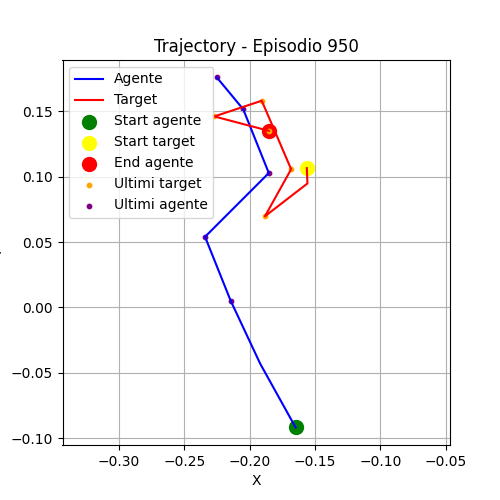 Trajectory - Episodio 950
Agente
Target
Start agente
Start target
End agente
Ultimi target
Ultimi agente
0.15
0.10
0.05
0.00
−0.05
−0.10
−0.30
−0.25
−0.20
−0.15
−0.10
−0.05
X